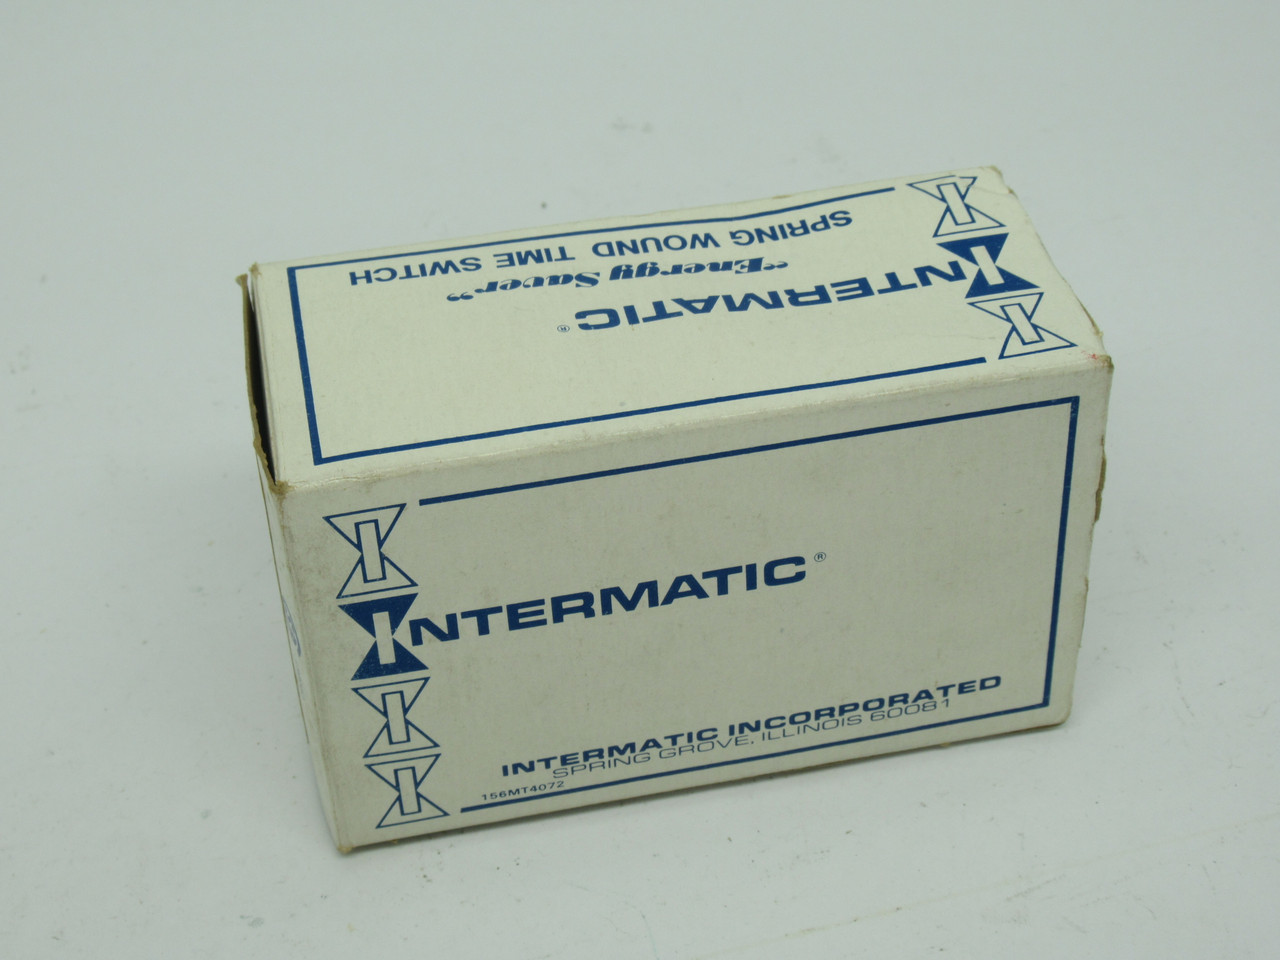 INTERMATIC®
"Energy Saver"
SPRING WOUND TIME SWITCH
INTERMATIC®
INTERMATIC INCORPORATED
SPRING GROVE, ILLINOIS 60081
156MT4072